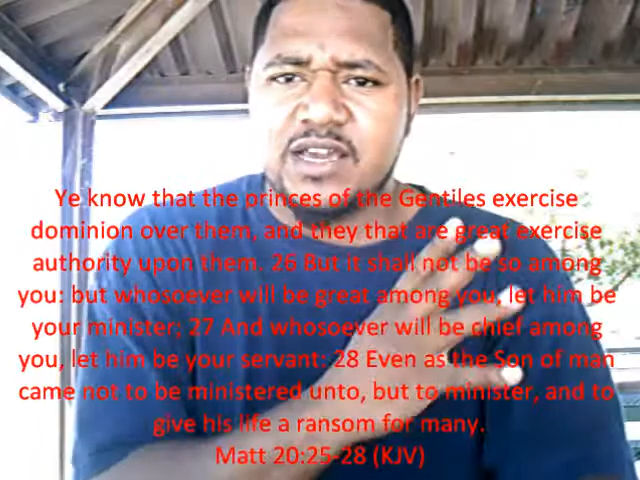 Ye know that the princes of the Gentiles exercise
dominion over them, and they that are great exercise
authority upon them. 26 But it shall not be so among
you: but whosoever will be great among you, let him be
your minister; 27 And whosoever will be chief among
you, let him be your servant: 28 Even as the Son of man
came not to be ministered unto, but to minister, and to
give his life a ransom for many.
Matt 20:25-28 (KJV)